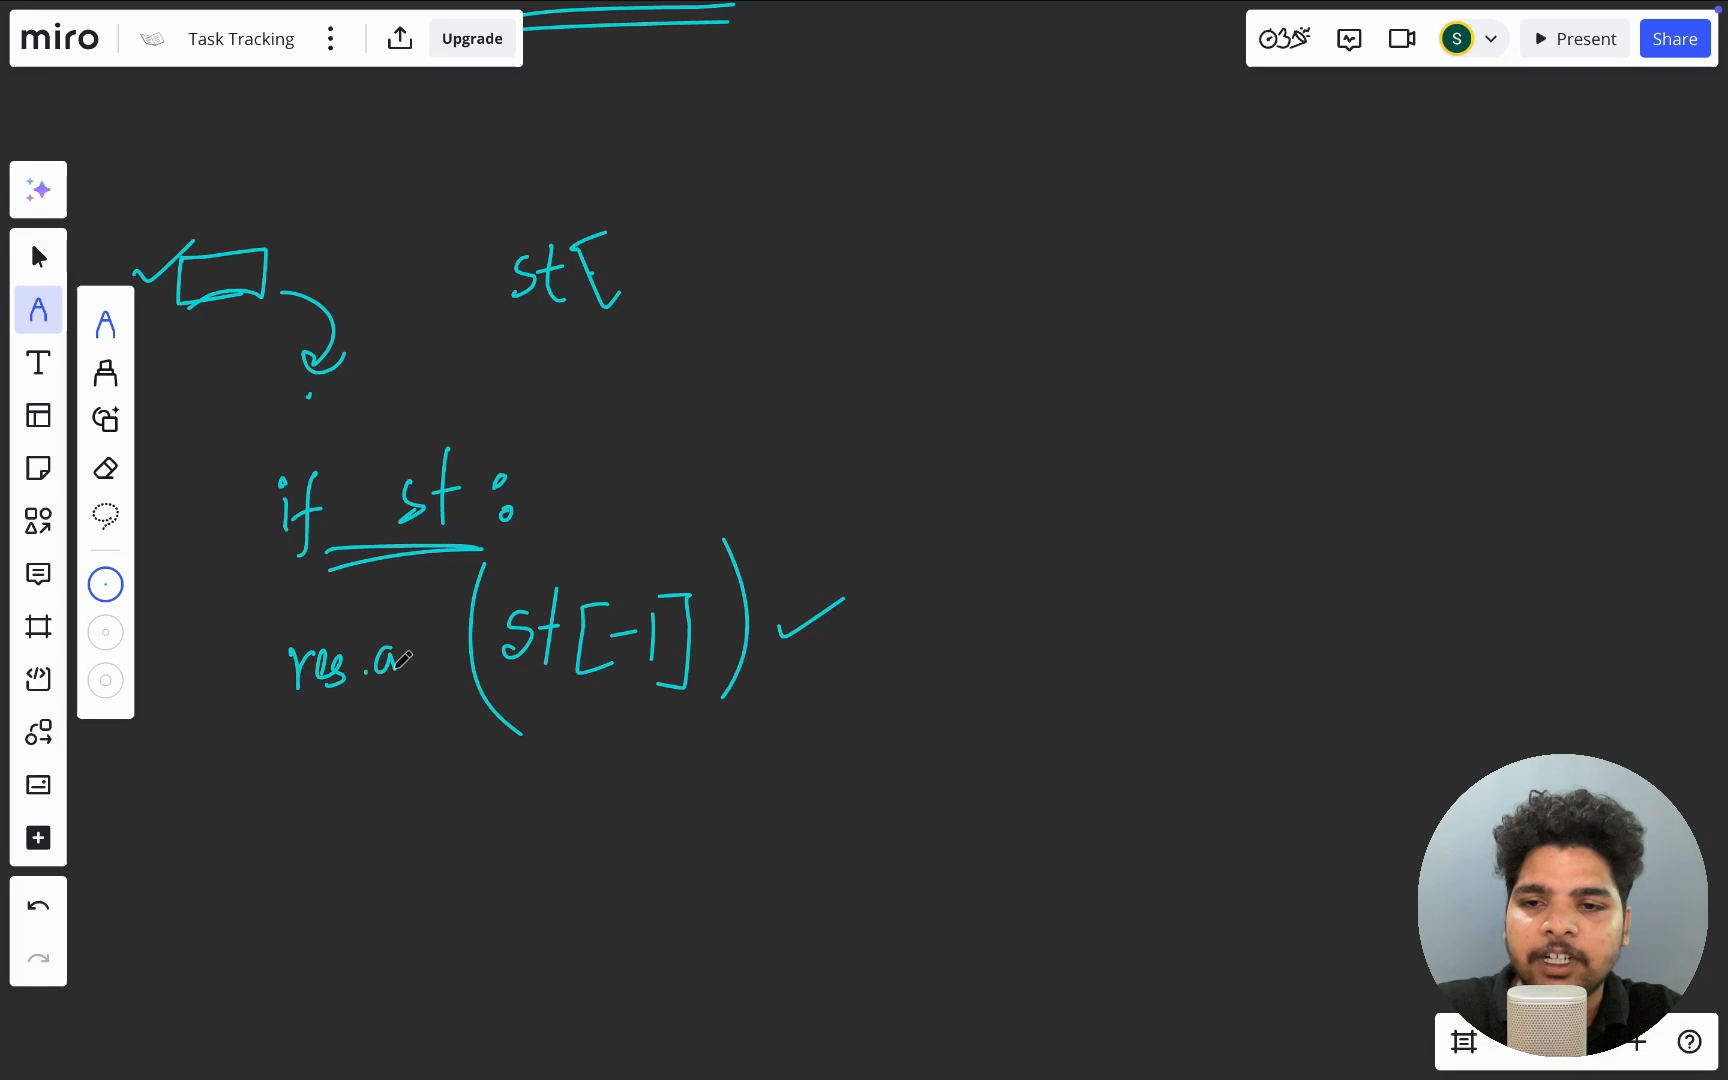 miro
Task Tracking
Upgrade
S
Present
Share
st[
if st :
res.a (st[-1])